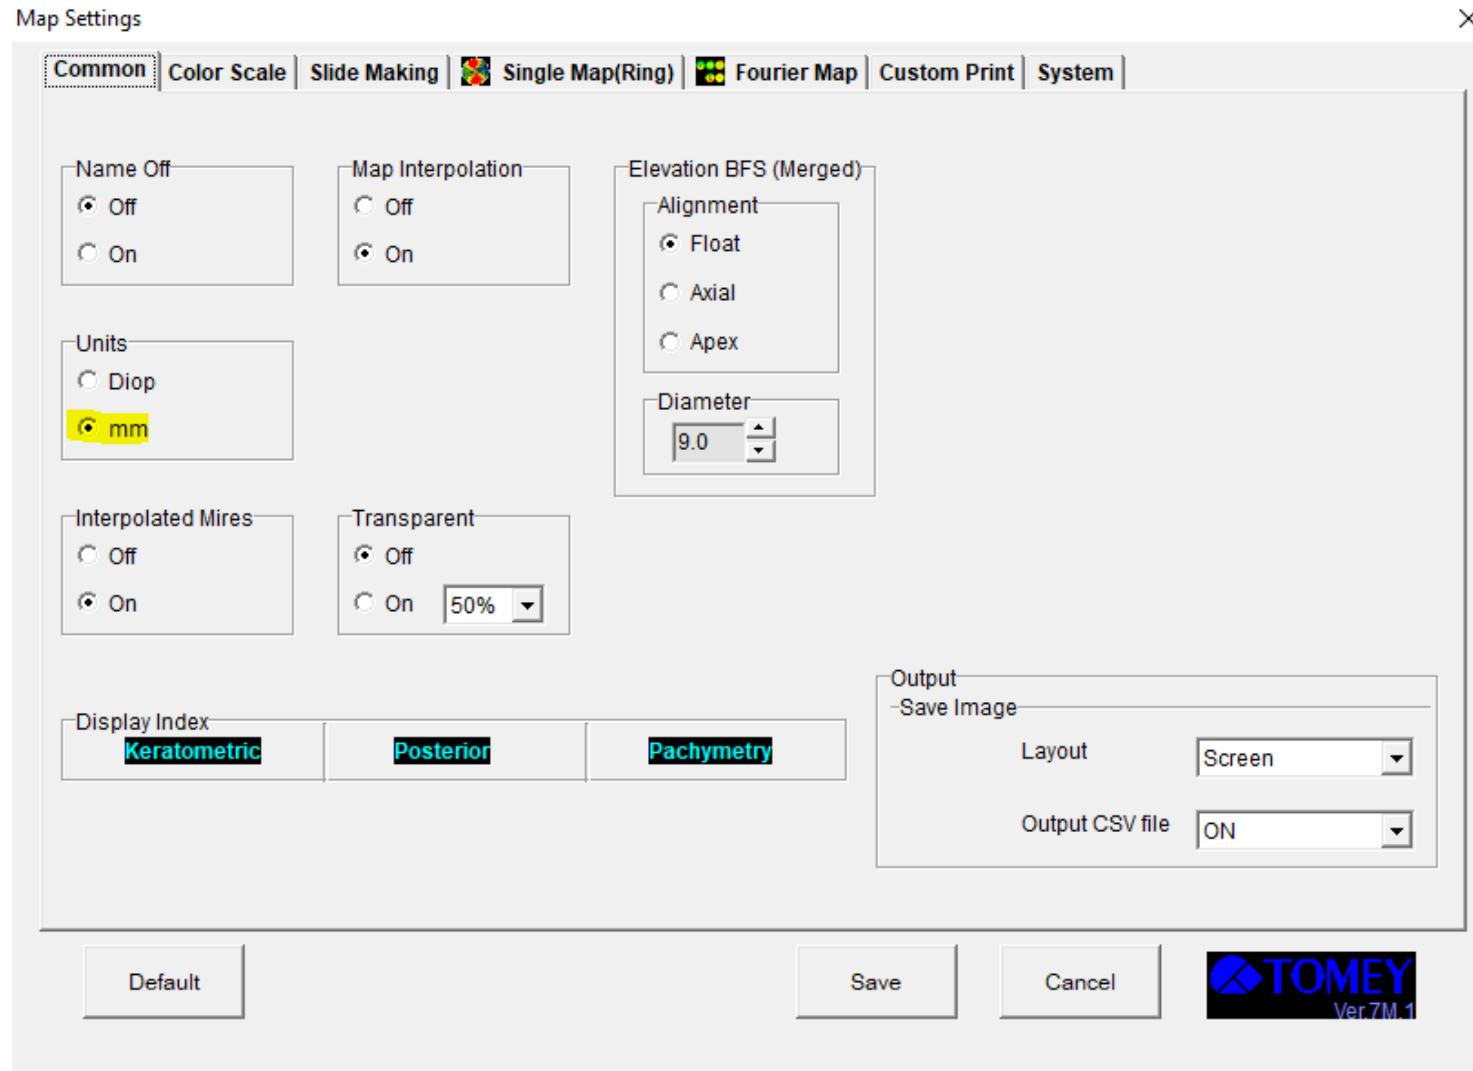 Map Settings
Common Color Scale Slide Making Single Map(Ring) Fourier Map Custom Print System
Name Off
Off
On
Map Interpolation
Off
On
Elevation BFS (Merged)
Alignment
Float
Axial
Apex
Diameter
9.0
Units
Diop
mm
Interpolated Mires
Off
On
Transparent
Off
On 50%
Display Index
Keratometric Posterior Pachymetry
Output
Save Image
Layout Screen
Output CSV file ON
Default Save Cancel
TOMEY
Ver.7M.1